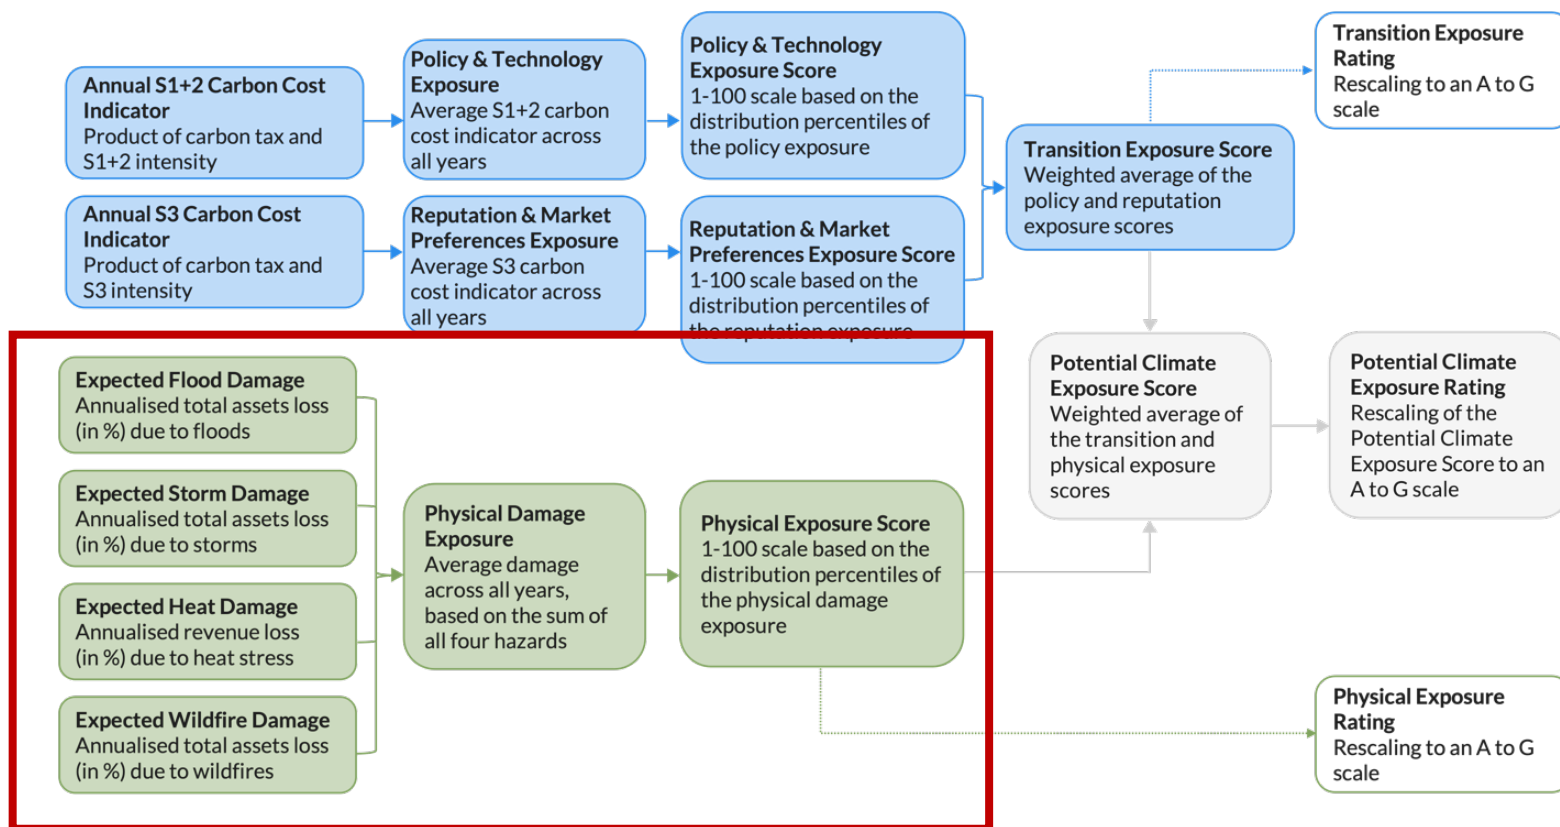 Annual S1+2 Carbon Cost
Indicator
Product of carbon tax and
S1+2 intensity
Policy & Technology
Exposure
Average S1+2 carbon
cost indicator across
all years
Policy & Technology
Exposure Score
1-100 scale based on the
distribution percentiles of
the policy exposure
Transition Exposure
Rating
Rescaling to an A to G
scale
Transition Exposure Score
Weighted average of the
policy and reputation
exposure scores
Annual S3 Carbon Cost
Indicator
Product of carbon tax and
S3 intensity
Reputation & Market
Preferences Exposure
Average S3 carbon
cost indicator across
all years
Reputation & Market
Preferences Exposure Score
1-100 scale based on the
distribution percentiles of
the reputation exposure
Potential Climate
Exposure Score
Weighted average of
the transition and
physical exposure
scores
Potential Climate
Exposure Rating
Rescaling of the
Potential Climate
Exposure Score to an
A to G scale
Expected Flood Damage
Annualised total assets loss
(in %) due to floods
Expected Storm Damage
Annualised total assets loss
(in %) due to storms
Expected Heat Damage
Annualised revenue loss
(in %) due to heat stress
Expected Wildfire Damage
Annualised total assets loss
(in %) due to wildfires
Physical Damage
Exposure
Average damage
across all years,
based on the sum of
all four hazards
Physical Exposure Score
1-100 scale based on the
distribution percentiles of
the physical damage
exposure
Physical Exposure
Rating
Rescaling to an A to G
scale